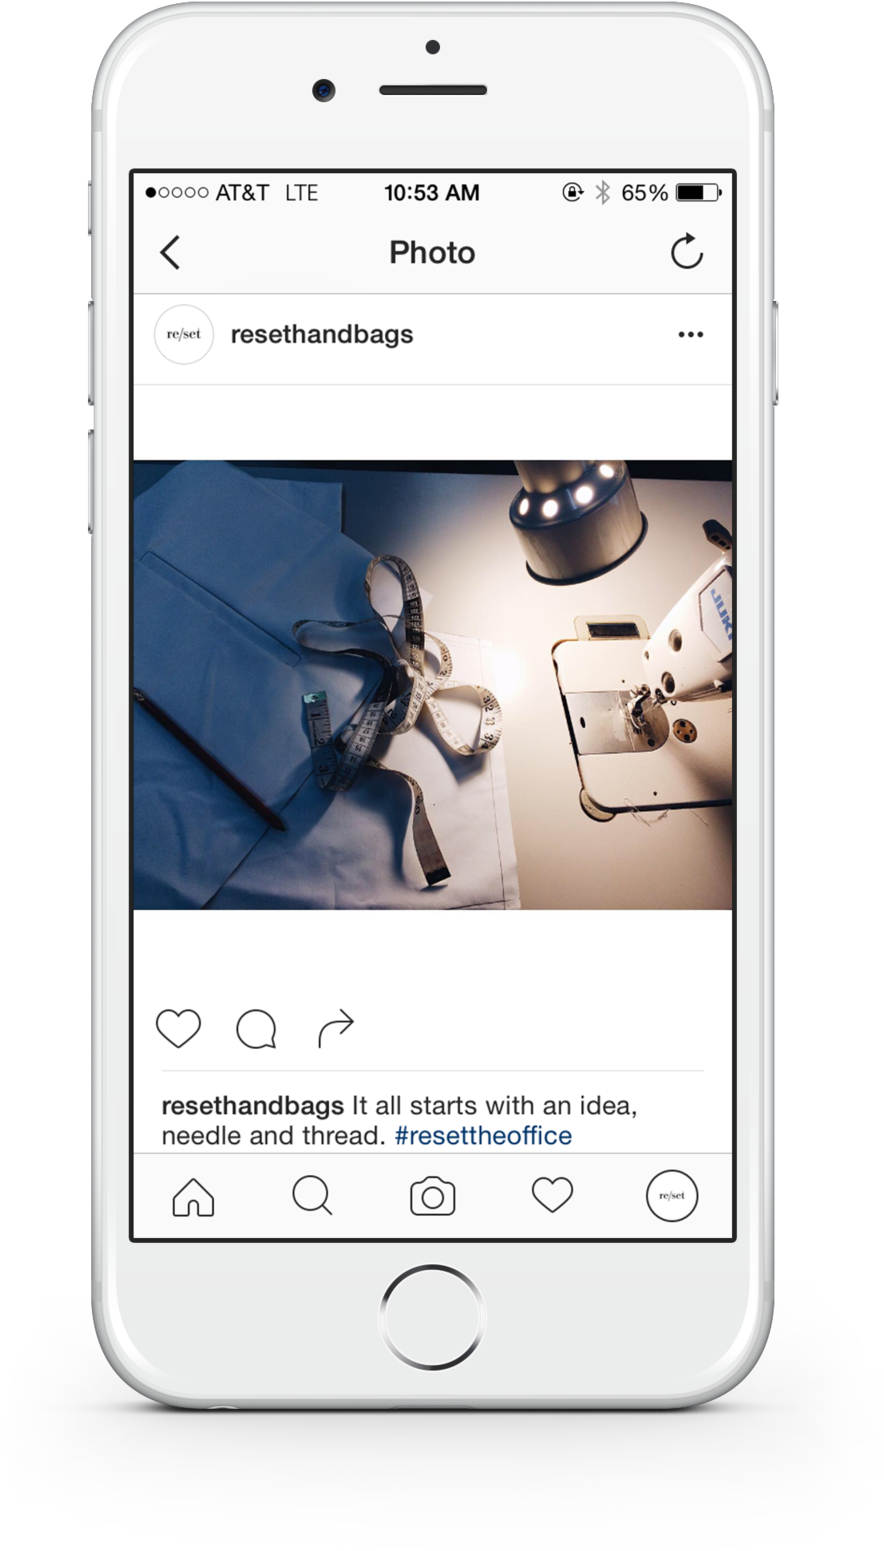 AT&T LTE 10:53 AM 65%
Photo
re/set resethandbags
JUKI
resethandbags It all starts with an idea,
needle and thread. #resettheoffice
re/set